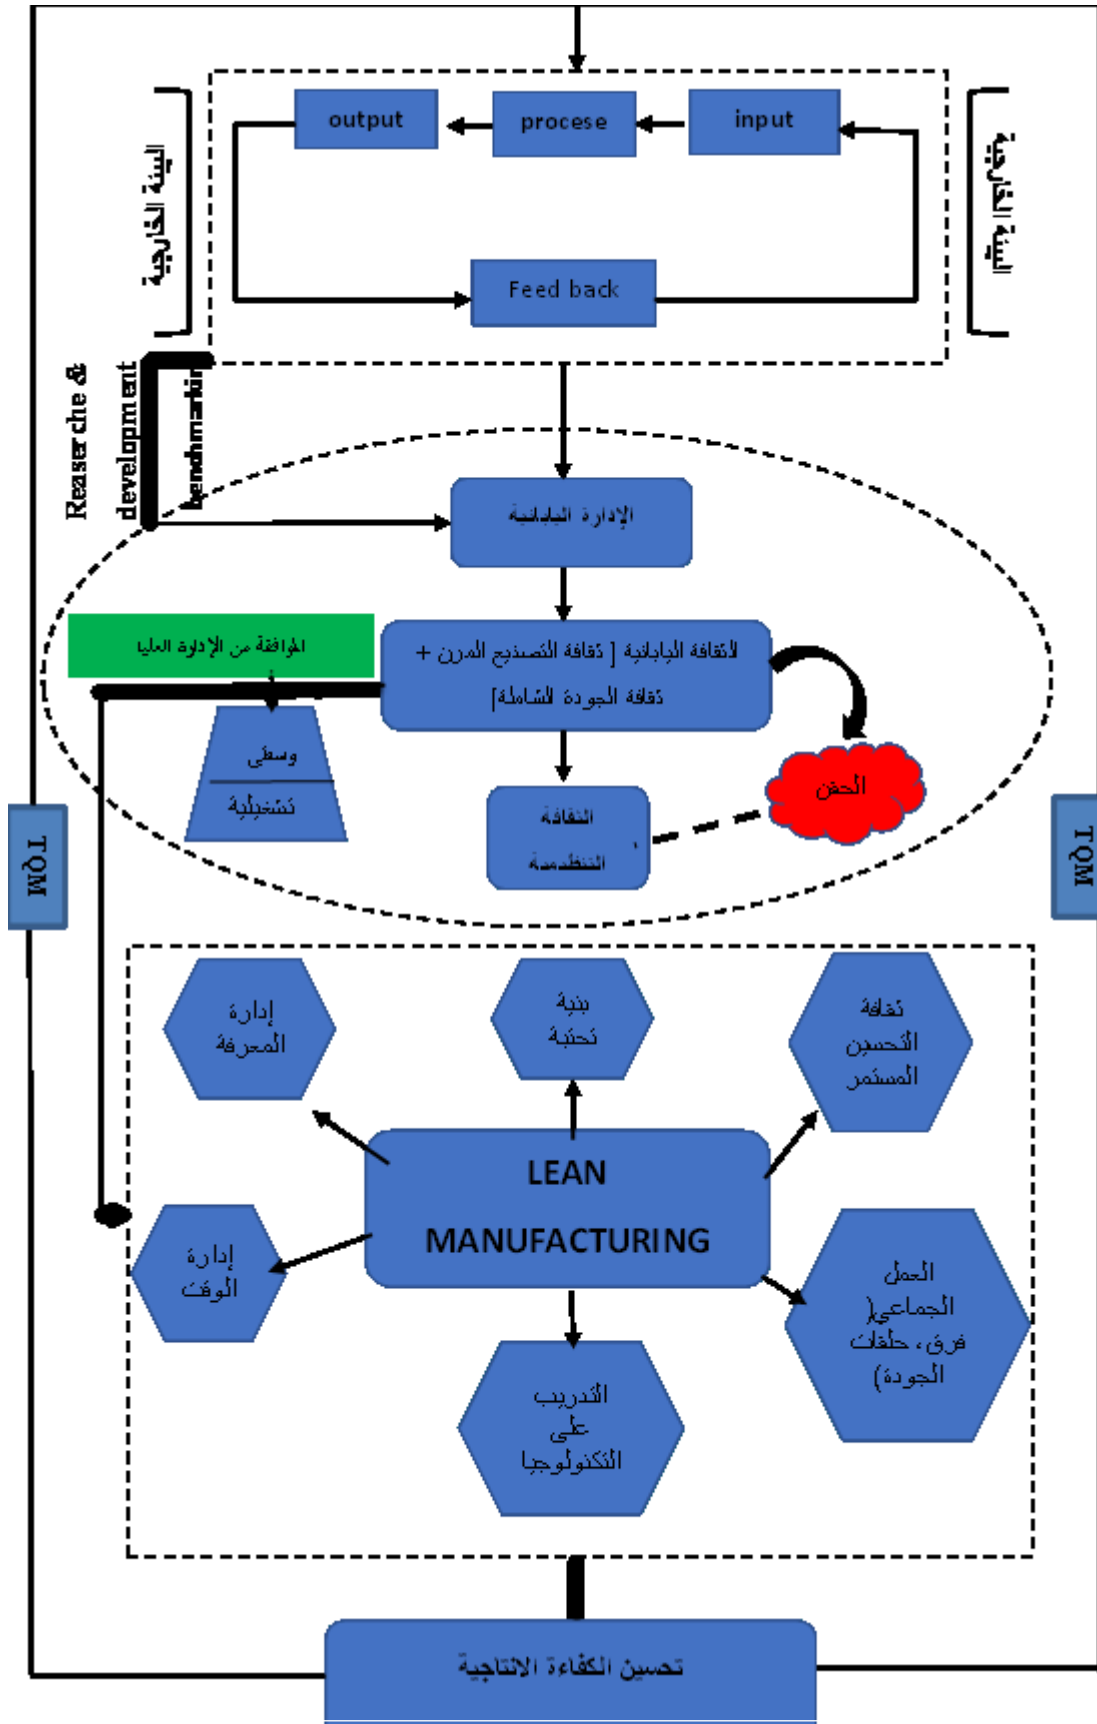 output
procese
input
البيئة الخارجية
البيئة الخارجية
Feed back
Reaserche &
development
benchmarkin
الإدارة اليابانية
الموافقة من الإدارة العليا
الثقافة اليابانية [ ثقافة التصنيع المرن +
ثقافة الجودة الشاملة]
وسطى
تشغيلية
الحقن
الثقافة
التنظيمية
TQM
TQM
إدارة
المعرفة
بنية
تحتية
ثقافة
التحسين
المستمر
LEAN
MANUFACTURING
إدارة
الوقت
العمل
الجماعي(
فرق، حلقات
الجودة)
التدريب
على
التكنولوجيا
تحسين الكفاءة الانتاجية